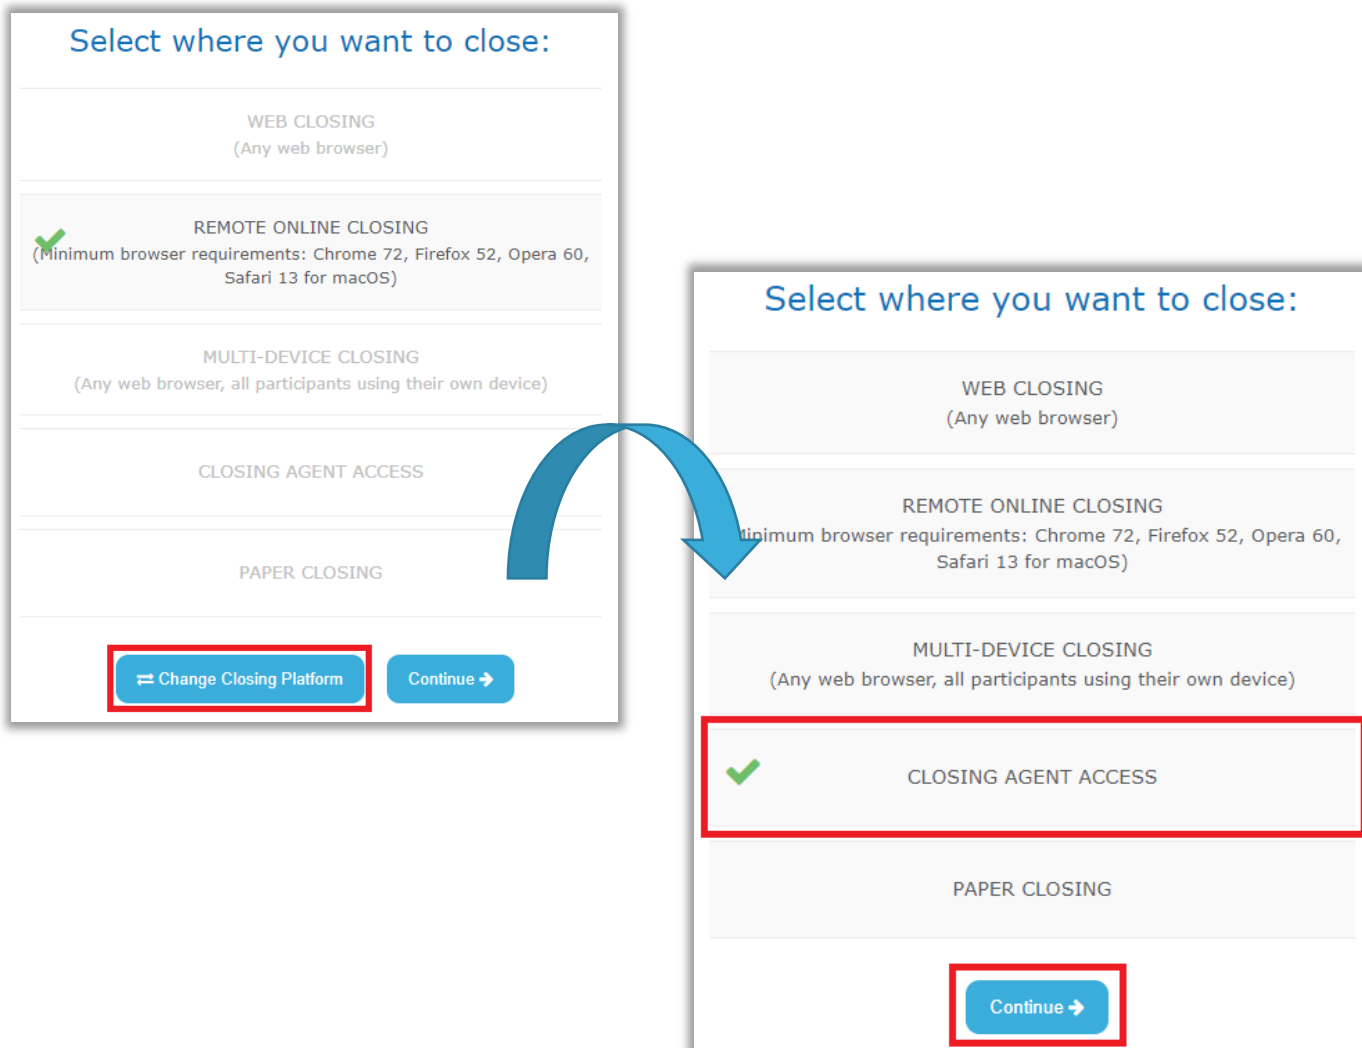 Select where you want to close:
WEB CLOSING
(Any web browser)
REMOTE ONLINE CLOSING
(Minimum browser requirements: Chrome 72, Firefox 52, Opera 60,
Safari 13 for macOS)
MULTI-DEVICE CLOSING
(Any web browser, all participants using their own device)
CLOSING AGENT ACCESS
PAPER CLOSING
Change Closing Platform
Continue
Select where you want to close:
WEB CLOSING
(Any web browser)
REMOTE ONLINE CLOSING
Minimum browser requirements: Chrome 72, Firefox 52, Opera 60,
Safari 13 for macOS)
MULTI-DEVICE CLOSING
(Any web browser, all participants using their own device)
CLOSING AGENT ACCESS
PAPER CLOSING
Continue